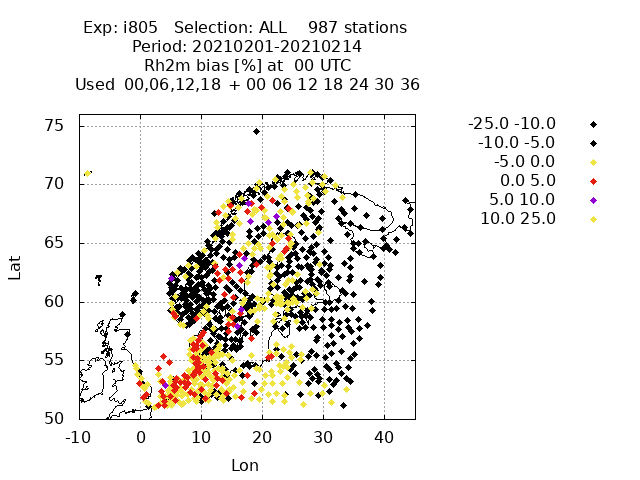 Exp: i805 Selection: ALL 987 stations
Period: 20210201-20210214
Rh2m bias [%] at 00 UTC
Used 00,06,12,18 + 00 06 12 18 24 30 36
-25.0 -10.0
-10.0 -5.0
-5.0 0.0
0.0 5.0
5.0 10.0
10.0 25.0
75
70
65
60
55
50
Lat
-10 0 10 20 30 40
Lon